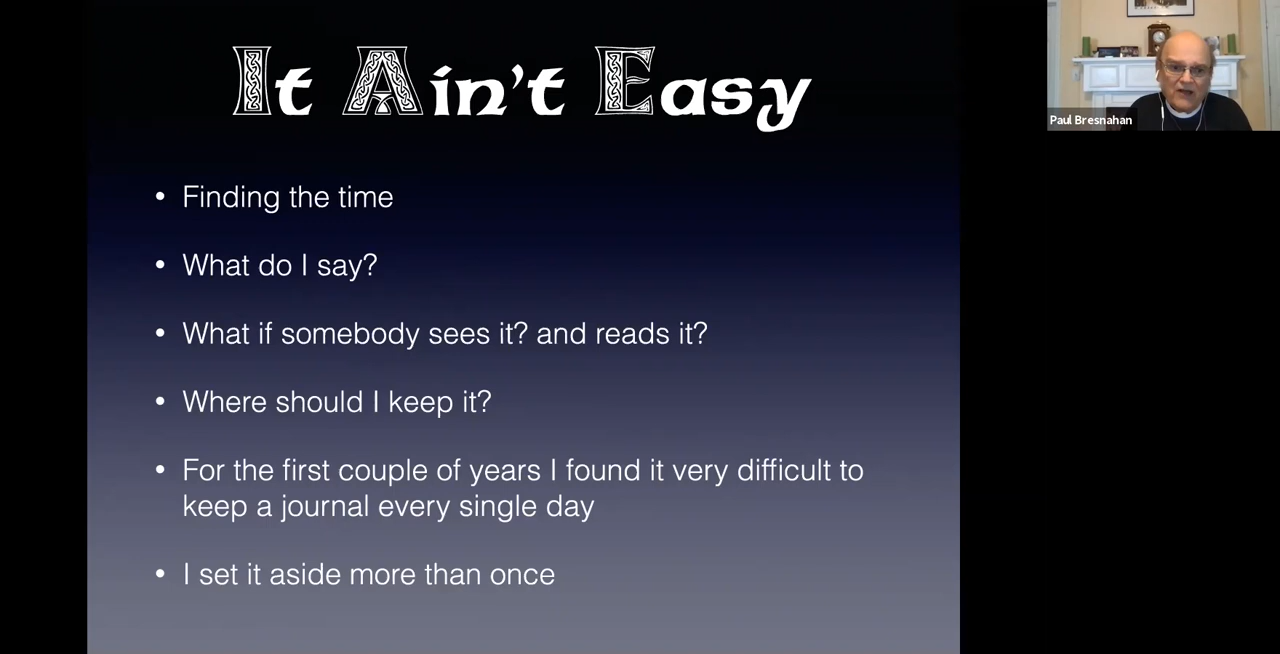 It Ain't Easy
• Finding the time
• What do I say?
• What if somebody sees it? and reads it?
• Where should I keep it?
• For the first couple of years I found it very difficult to
keep a journal every single day
• I set it aside more than once
Paul Bresnahan